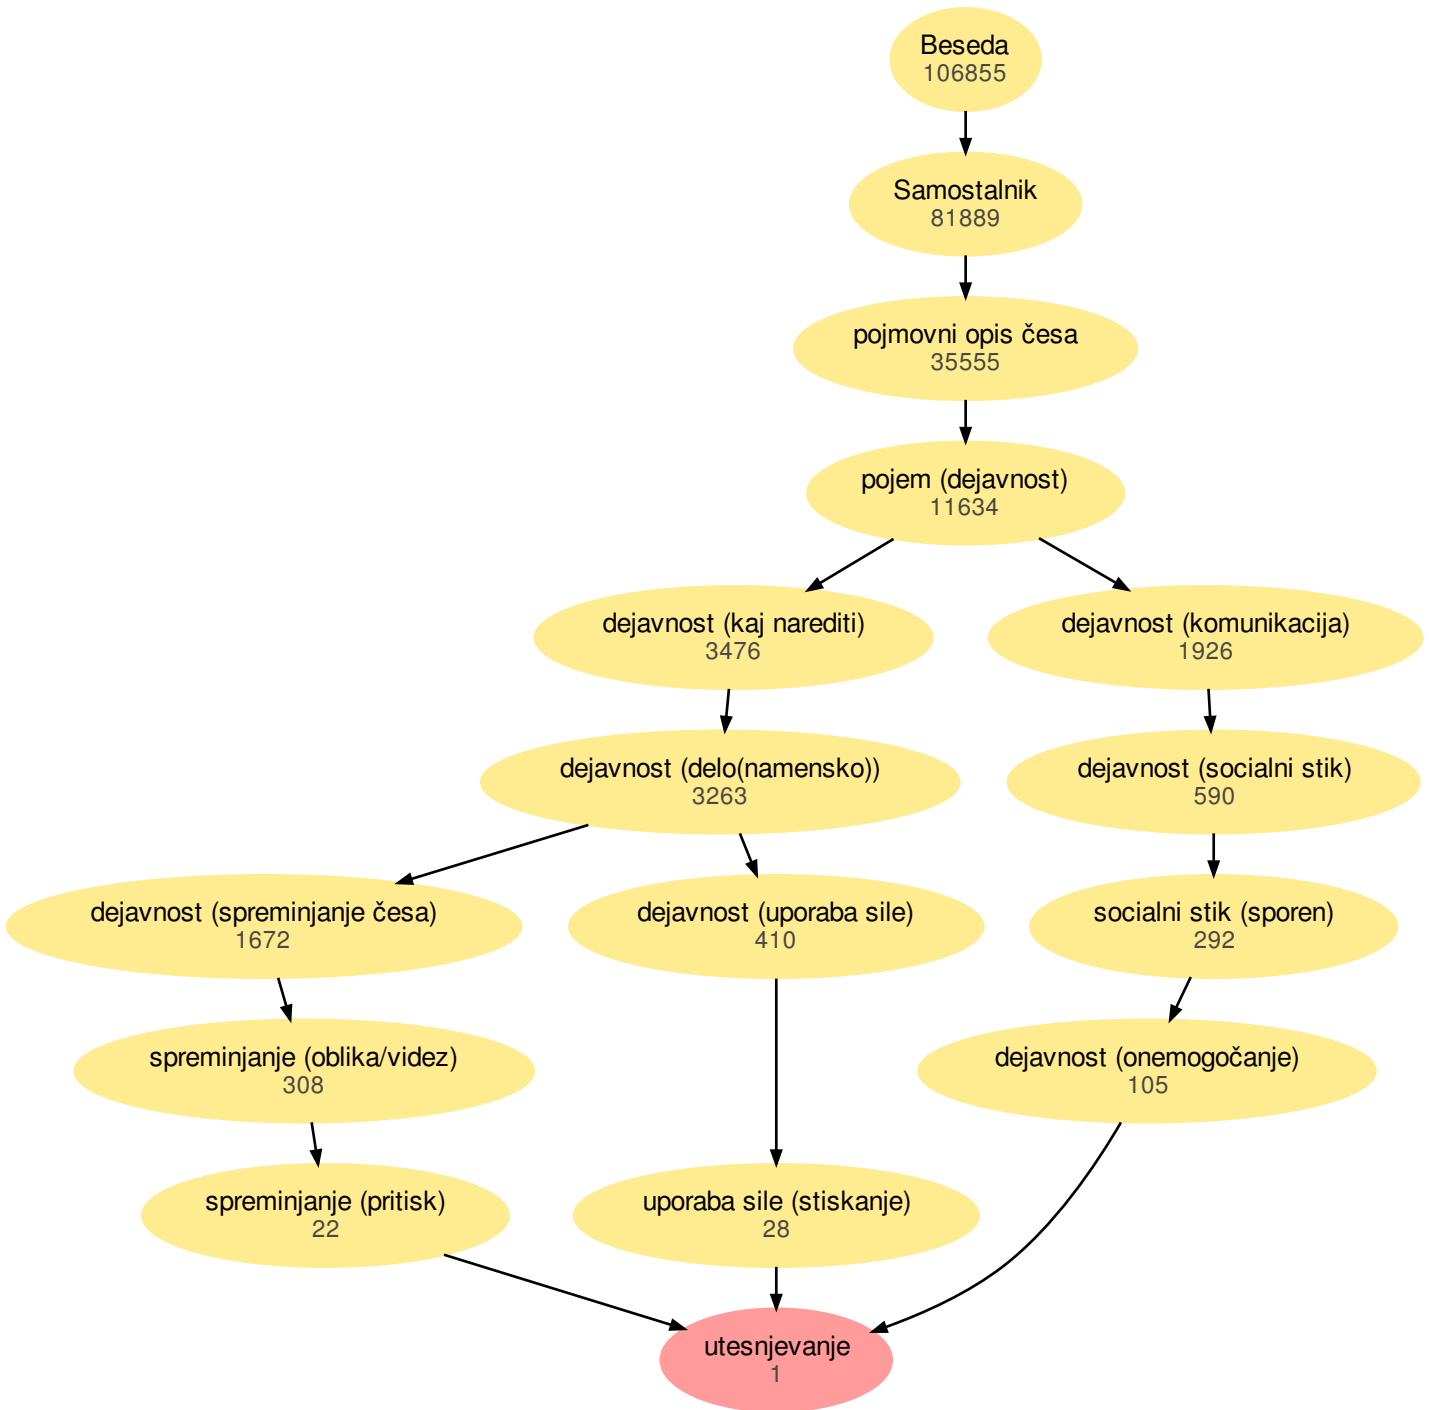 Beseda
106855
Samostalnik
81889
pojmovni opis česa
35555
pojem (dejavnost)
11634
dejavnost (kaj narediti)
3476
dejavnost (komunikacija)
1926
dejavnost (delo(namensko))
3263
dejavnost (socialni stik)
590
dejavnost (spreminjanje česa)
1672
dejavnost (uporaba sile)
410
socialni stik (sporen)
292
spreminjanje (oblika/videz)
308
dejavnost (onemogočanje)
105
spreminjanje (pritisk)
22
uporaba sile (stiskanje)
28
utesnjevanje
1